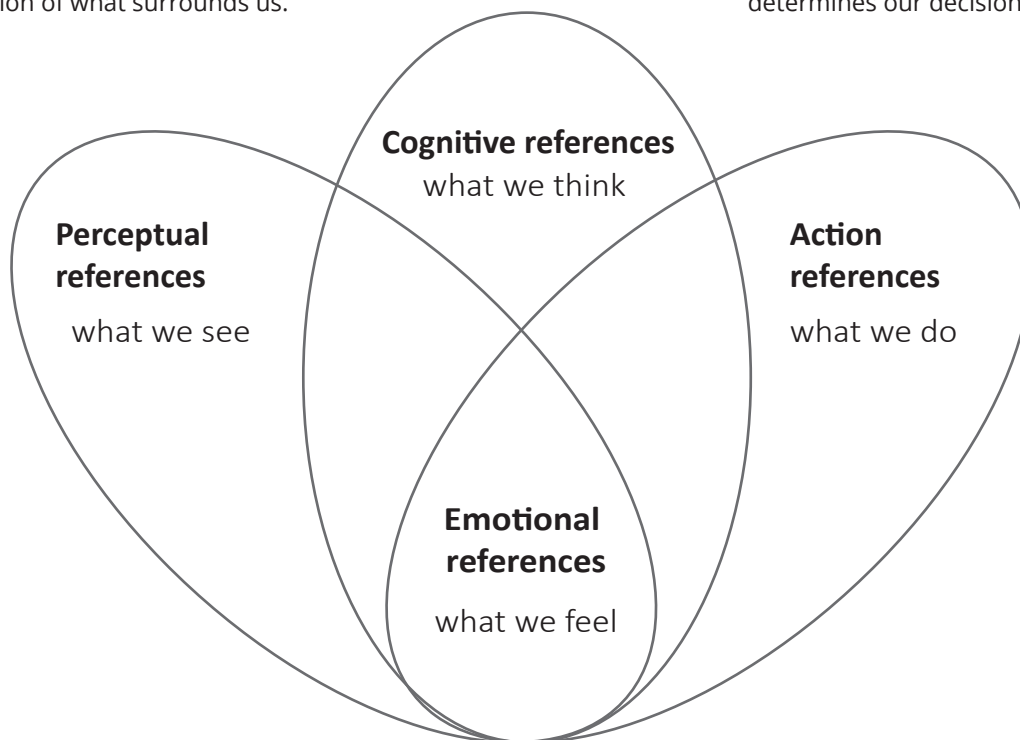 ion of what surrounds us.
determines our decision
Cognitive references
what we think
Perceptual
references
what we see
Action
references
what we do
Emotional
references
what we feel